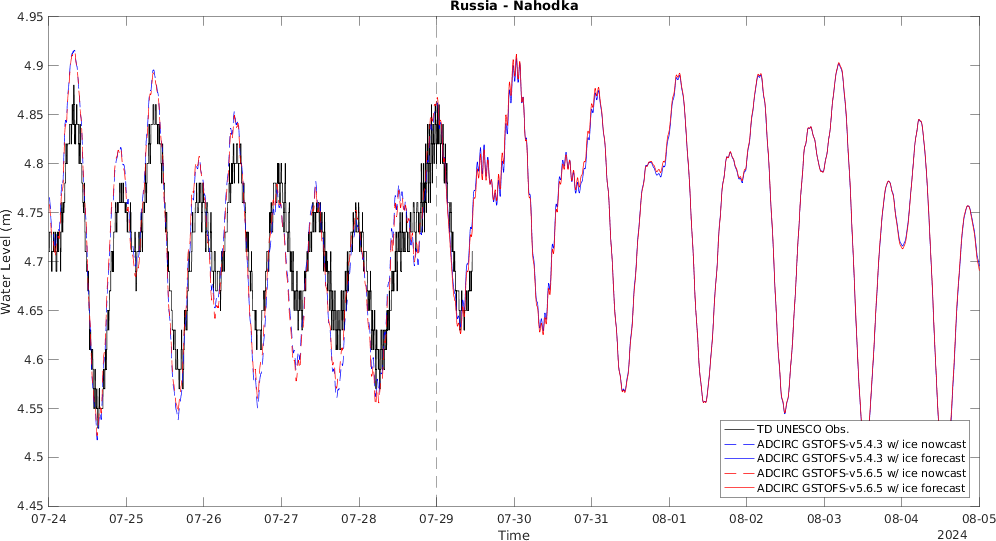 Russia - Nahodka
4.95
4.9
4.85
4.8
4.75
4.7
4.65
4.6
4.55
4.5
4.45
Water Level (m)
TD UNESCO Obs.
ADCIRC GSTOFS-v5.4.3 w/ ice nowcast
ADCIRC GSTOFS-v5.4.3 w/ ice forecast
ADCIRC GSTOFS-v5.6.5 w/ ice nowcast
ADCIRC GSTOFS-v5.6.5 w/ ice forecast
07-24 07-25 07-26 07-27 07-28 07-29 07-30 07-31 08-01 08-02 08-03 08-04 08-05
Time
2024